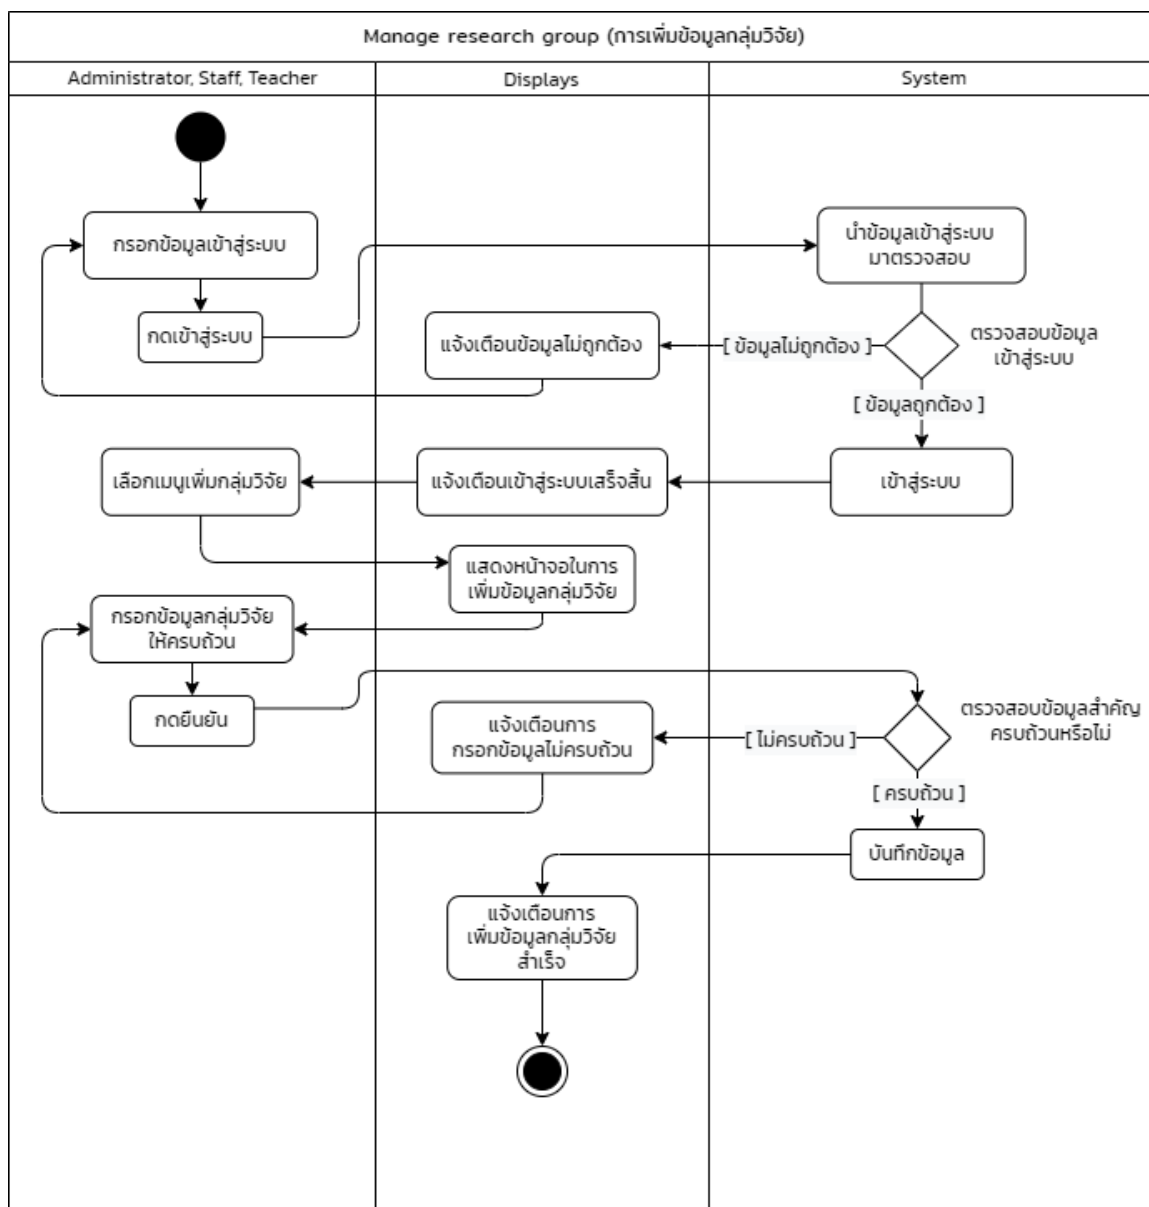 Manage research group (การเพิ่มข้อมูลกลุ่มวิจัย)
Administrator, Staff, Teacher
Displays
System
กรอกข้อมูลเข้าสู่ระบบ
นำข้อมูลเข้าสู่ระบบ
มาตรวจสอบ
กดเข้าสู่ระบบ
แจ้งเตือนข้อมูลไม่ถูกต้อง
[ ข้อมูลไม่ถูกต้อง ]
ตรวจสอบข้อมูล
เข้าสู่ระบบ
[ ข้อมูลถูกต้อง ]
เลือกเมนูเพิ่มกลุ่มวิจัย
แจ้งเตือนเข้าสู่ระบบเสร็จสิ้น
เข้าสู่ระบบ
แสดงหน้าจอในการ
เพิ่มข้อมูลกลุ่มวิจัย
กรอกข้อมูลกลุ่มวิจัย
ให้ครบถ้วน
กดยืนยัน
แจ้งเตือนการ
กรอกข้อมูลไม่ครบถ้วน
[ ไม่ครบถ้วน ]
ตรวจสอบข้อมูลสำคัญ
ครบถ้วนหรือไม่
[ ครบถ้วน ]
บันทึกข้อมูล
แจ้งเตือนการ
เพิ่มข้อมูลกลุ่มวิจัย
สำเร็จ